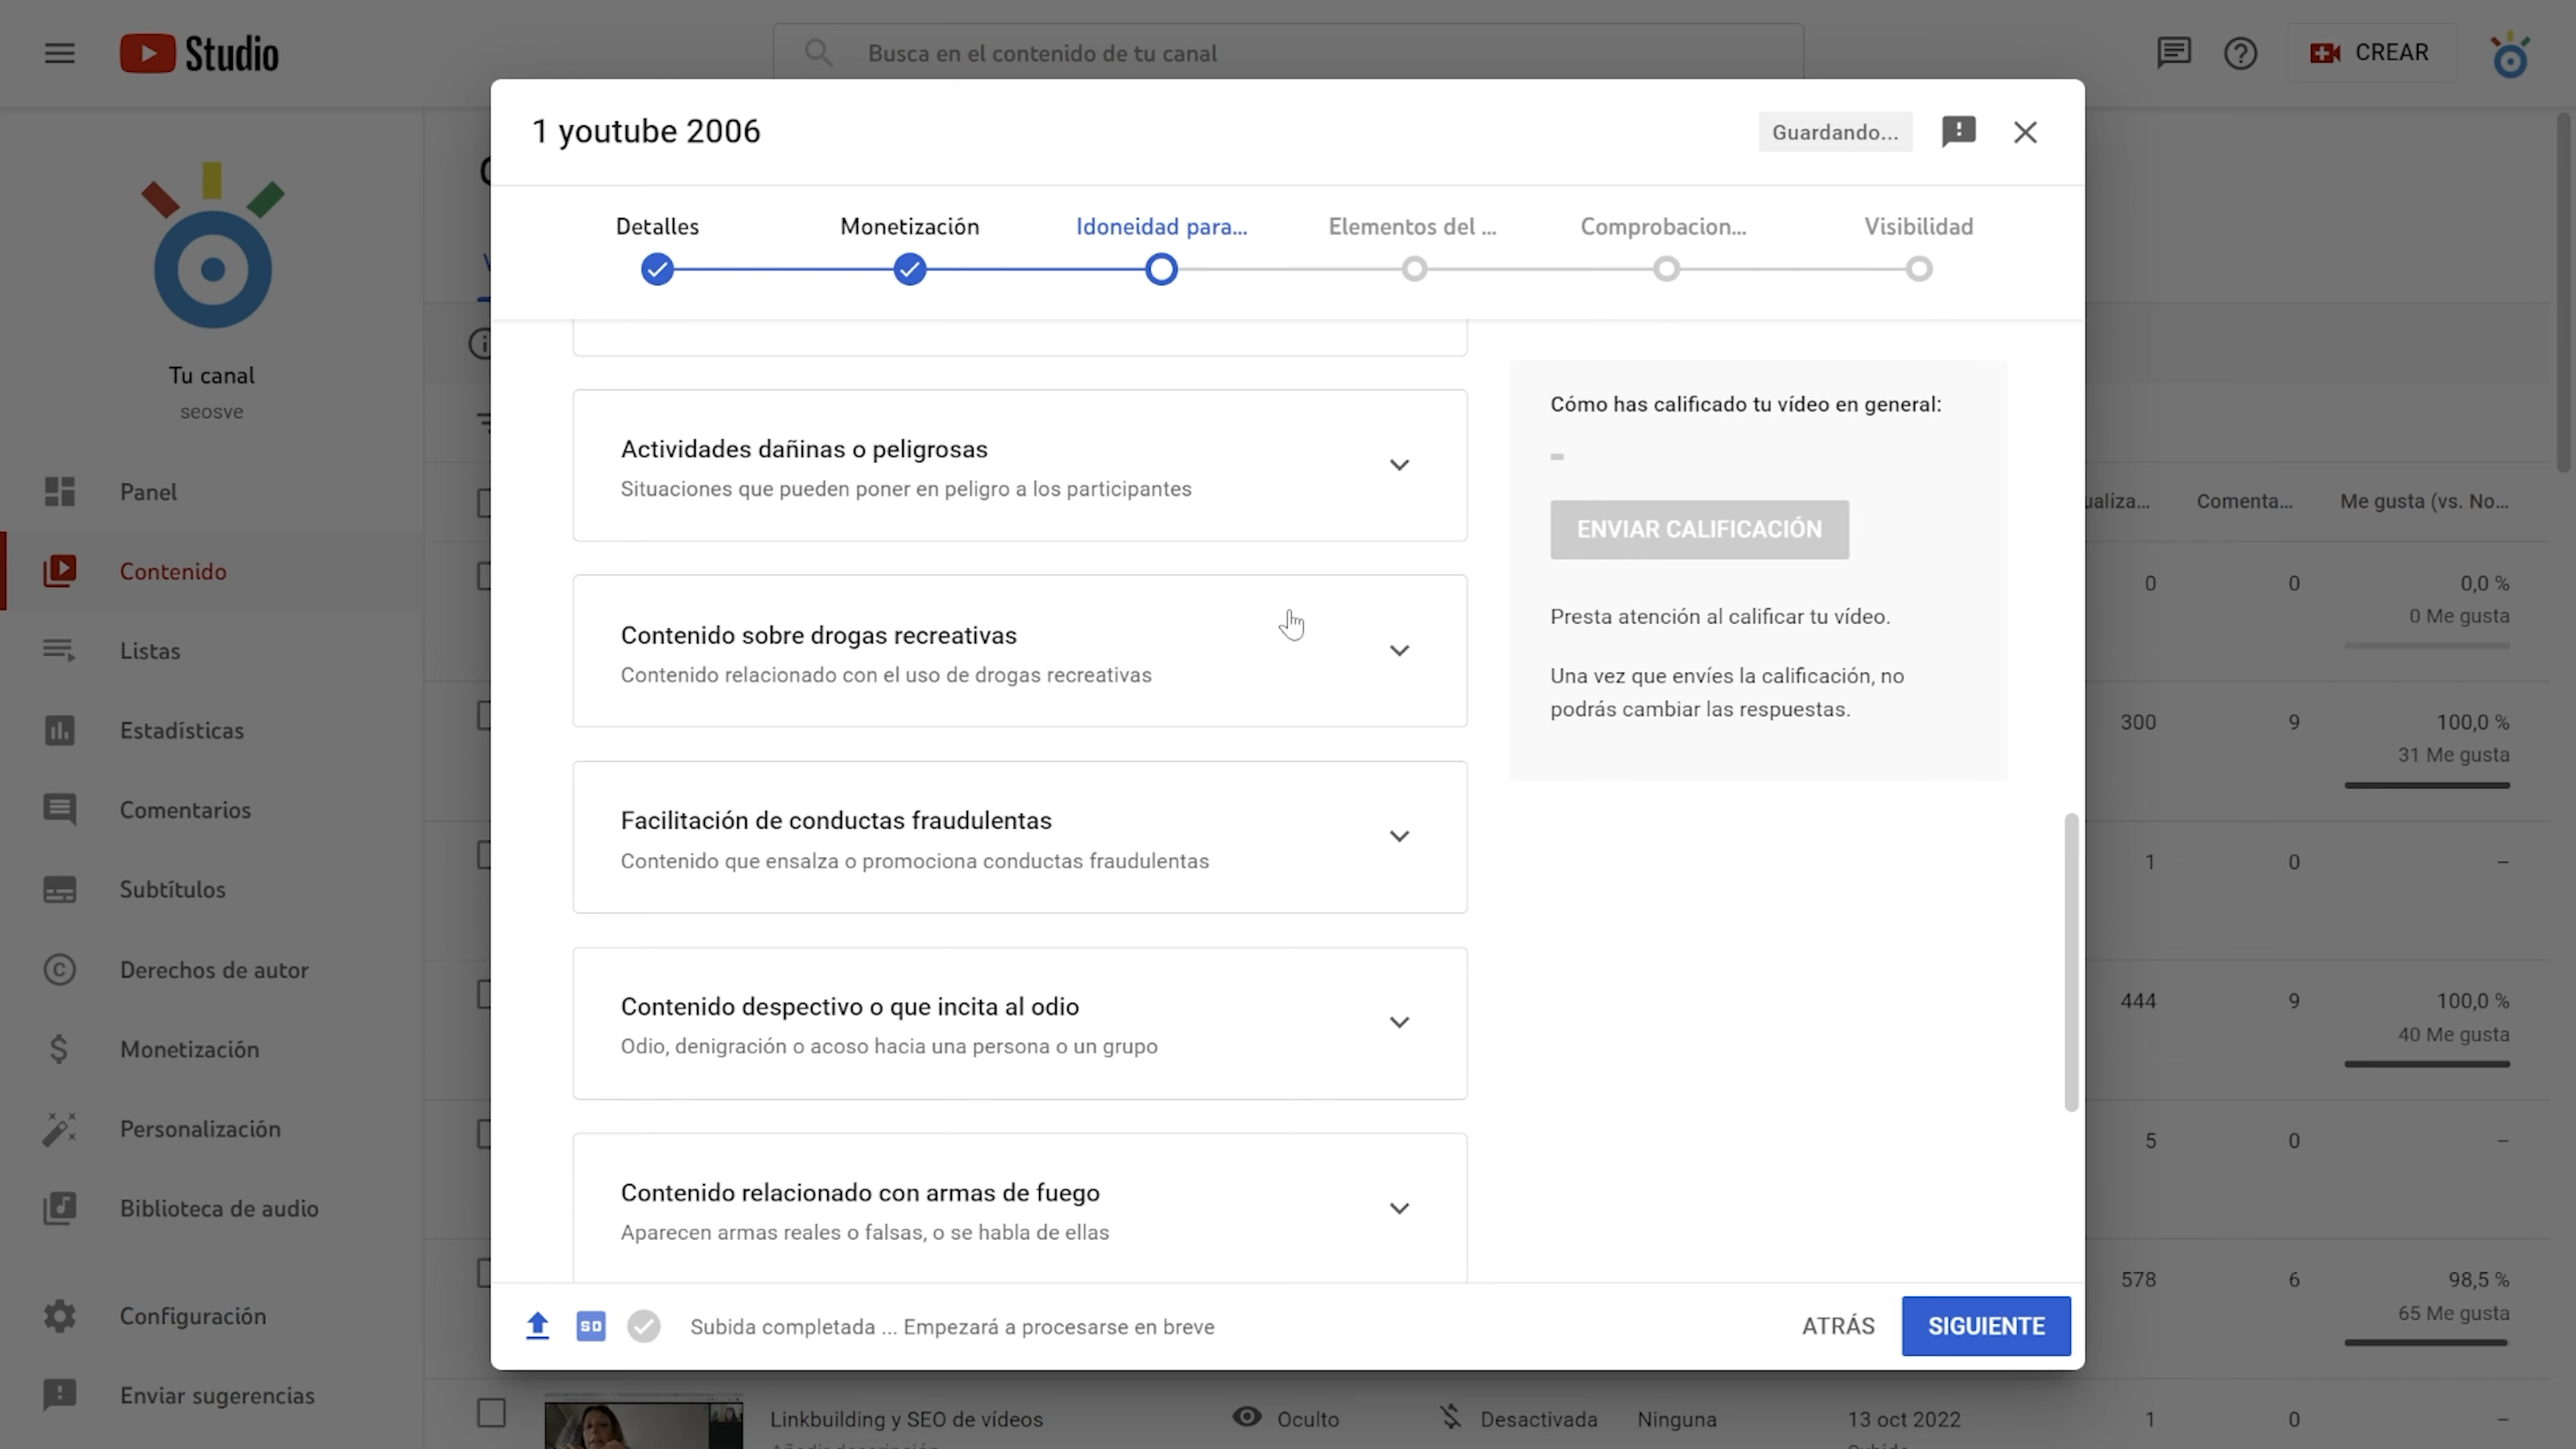 Studio
Busca en el contenido de tu canal
CREAR
1 youtube 2006
Guardando...
Detalles
Monetización
Idoneidad para...
Elementos del ...
Comprobacion...
Visibilidad
Tu canal
seosve
Panel
Contenido
Listas
Estadísticas
Comentarios
Subtítulos
Derechos de autor
Monetización
Personalización
Biblioteca de audio
Configuración
Enviar sugerencias
Actividades dañinas o peligrosas
Situaciones que pueden poner en peligro a los participantes
Contenido sobre drogas recreativas
Contenido relacionado con el uso de drogas recreativas
Facilitación de conductas fraudulentas
Contenido que ensalza o promociona conductas fraudulentas
Contenido despectivo o que incita al odio
Odio, denigración o acoso hacia una persona o un grupo
Contenido relacionado con armas de fuego
Aparecen armas reales o falsas, o se habla de ellas
Cómo has calificado tu vídeo en general:
-
ENVIAR CALIFICACIÓN
Presta atención al calificar tu vídeo.
Una vez que envíes la calificación, no
podrás cambiar las respuestas.
SD
Subida completada ... Empezará a procesarse en breve
ATRÁS
SIGUIENTE
ualiza...
Comenta...
Me gusta (vs. No...
0 0 0,0 %
0 Me gusta
300 9 100,0 %
31 Me gusta
1 0 –
444 9 100,0 %
40 Me gusta
5 0 –
578 6 98,5 %
65 Me gusta
Linkbuilding y SEO de vídeos
Oculto
Desactivada
Ninguna
13 oct 2022
1 0 –